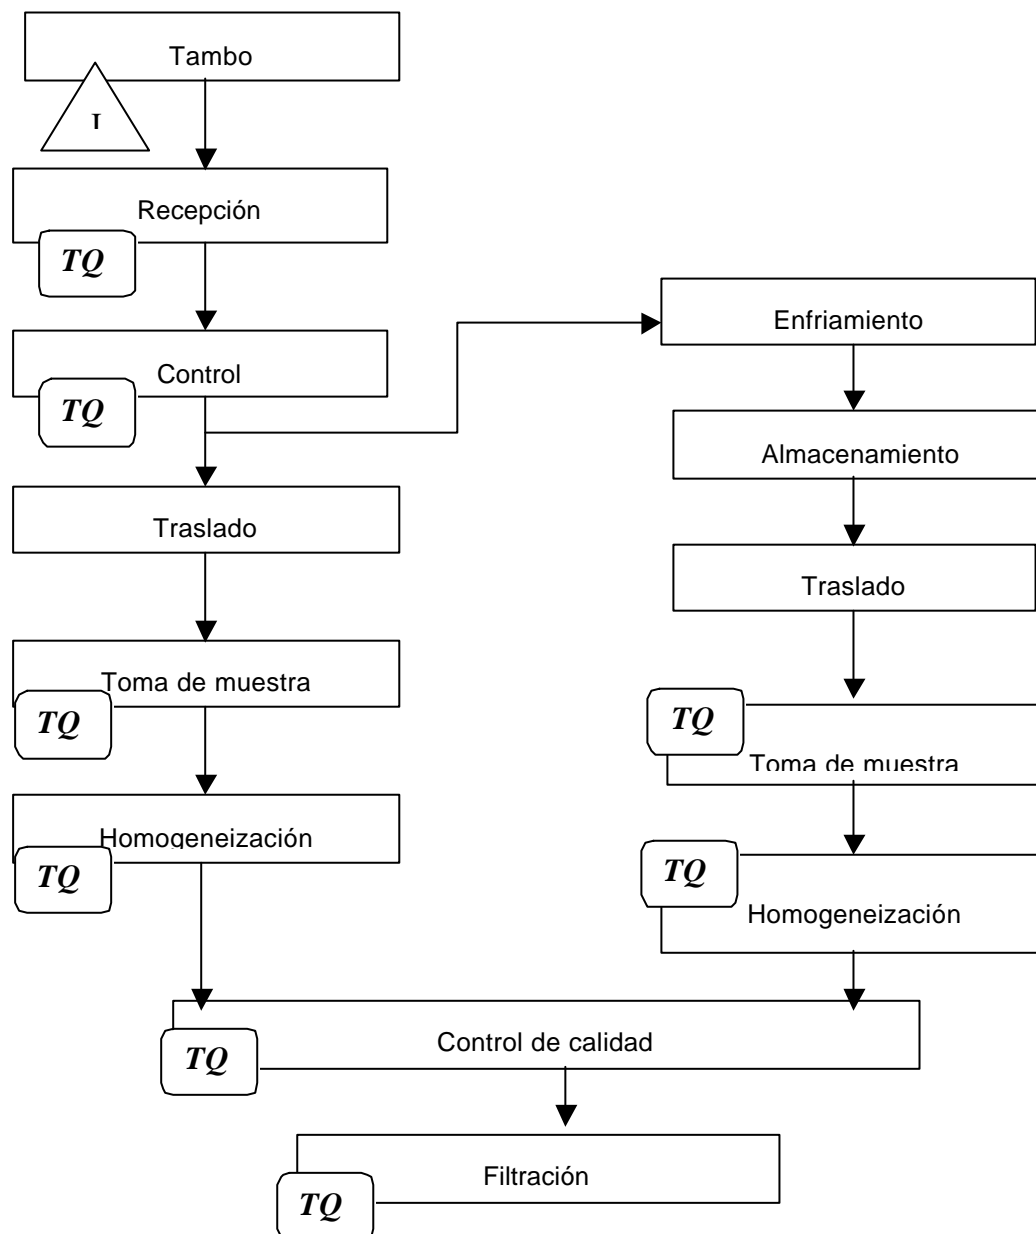 Tambo
I
Recepción
TQ
Control
TQ
Traslado
Toma de muestra
TQ
Homogeneización
TQ
Enfriamiento
Almacenamiento
Traslado
TQ
Toma de muestra
TQ
Homogeneización
Control de calidad
TQ
Filtración
TQ